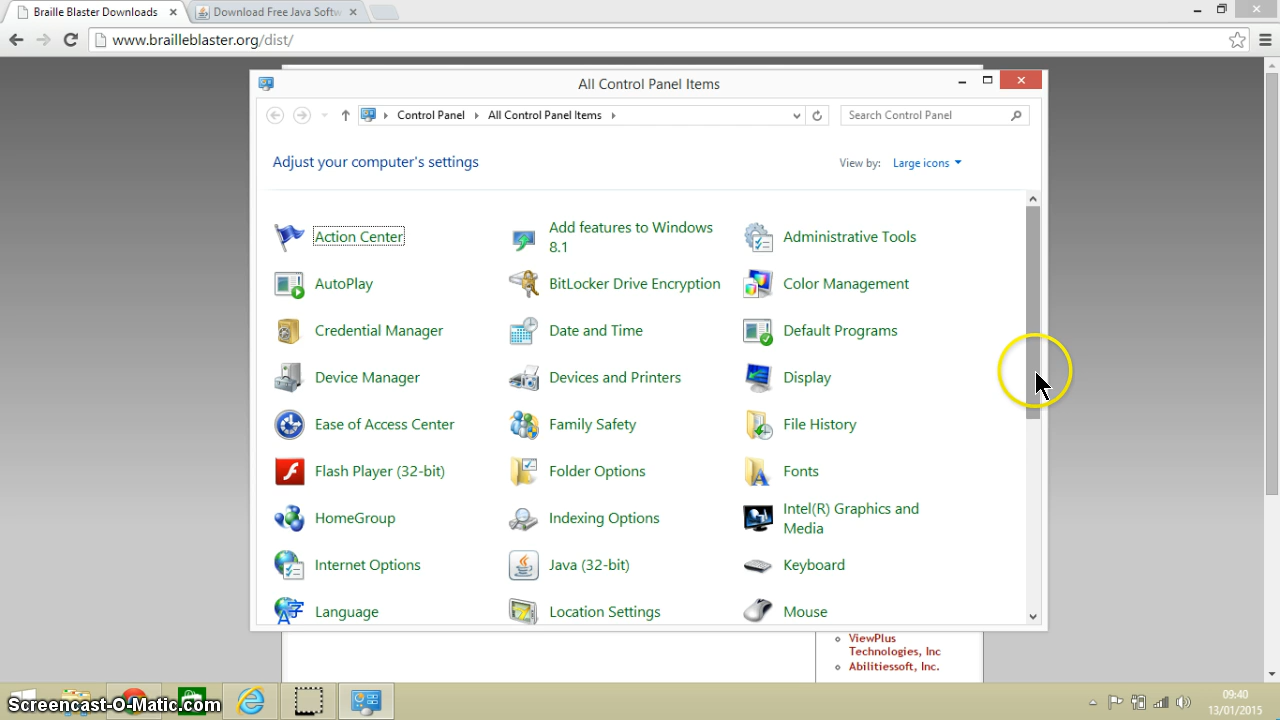 Braille Blaster Downloads
Download Free Java Softw
www.brailleblaster.org/dist/
All Control Panel Items
Control Panel
All Control Panel Items
Search Control Panel
Adjust your computer's settings
View by: Large icons
Action Center
Add features to Windows
8.1
Administrative Tools
AutoPlay
BitLocker Drive Encryption
Color Management
Credential Manager
Date and Time
Default Programs
Device Manager
Devices and Printers
Display
Ease of Access Center
Family Safety
File History
Flash Player (32-bit)
Folder Options
Fonts
HomeGroup
Indexing Options
Intel(R) Graphics and
Media
Internet Options
Java (32-bit)
Keyboard
Language
Location Settings
Mouse
ViewPlus
Technologies, Inc
Abilitiessoft, Inc.
Screencast-O-Matic.com
09:40
13/01/2015